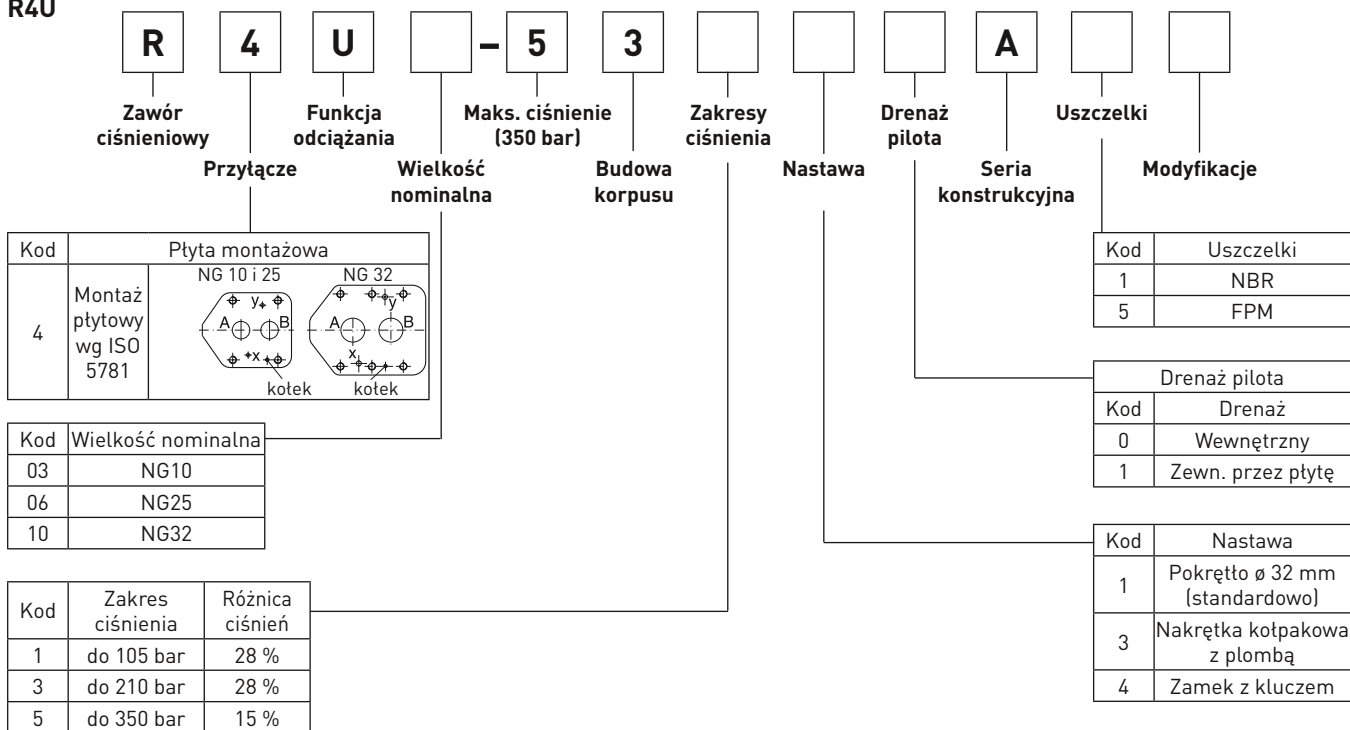 R4U
R 4 U – 5 3 A
Zawór
ciśnieniowy
Funkcja
odciążania
Maks. ciśnienie
(350 bar)
Zakresy
ciśnienia
Drenaż
pilota
Uszczelki
Przyłącze
Wielkość
nominalna
Budowa
korpusu
Nastawa
Seria
konstrukcyjna
Modyfikacje
Kod Płyta montażowa
4
Montaż
płytowy
wg ISO
5781
NG 10 i 25
y
A B
x
kołek
NG 32
y
A B
x
kołek
Kod Wielkość nominalna
03 NG10
06 NG25
10 NG32
Kod Zakres ciśnienia Różnica ciśnień
1 do 105 bar 28 %
3 do 210 bar 28 %
5 do 350 bar 15 %
Kod Uszczelki
1 NBR
5 FPM
Drenaż pilota
Kod Drenaż
0 Wewnętrzny
1 Zewn. przez płytę
Kod Nastawa
1 Pokrętło ø 32 mm
(standardowo)
3 Nakrętka kołpakowa
z plombą
4 Zamek z kluczem